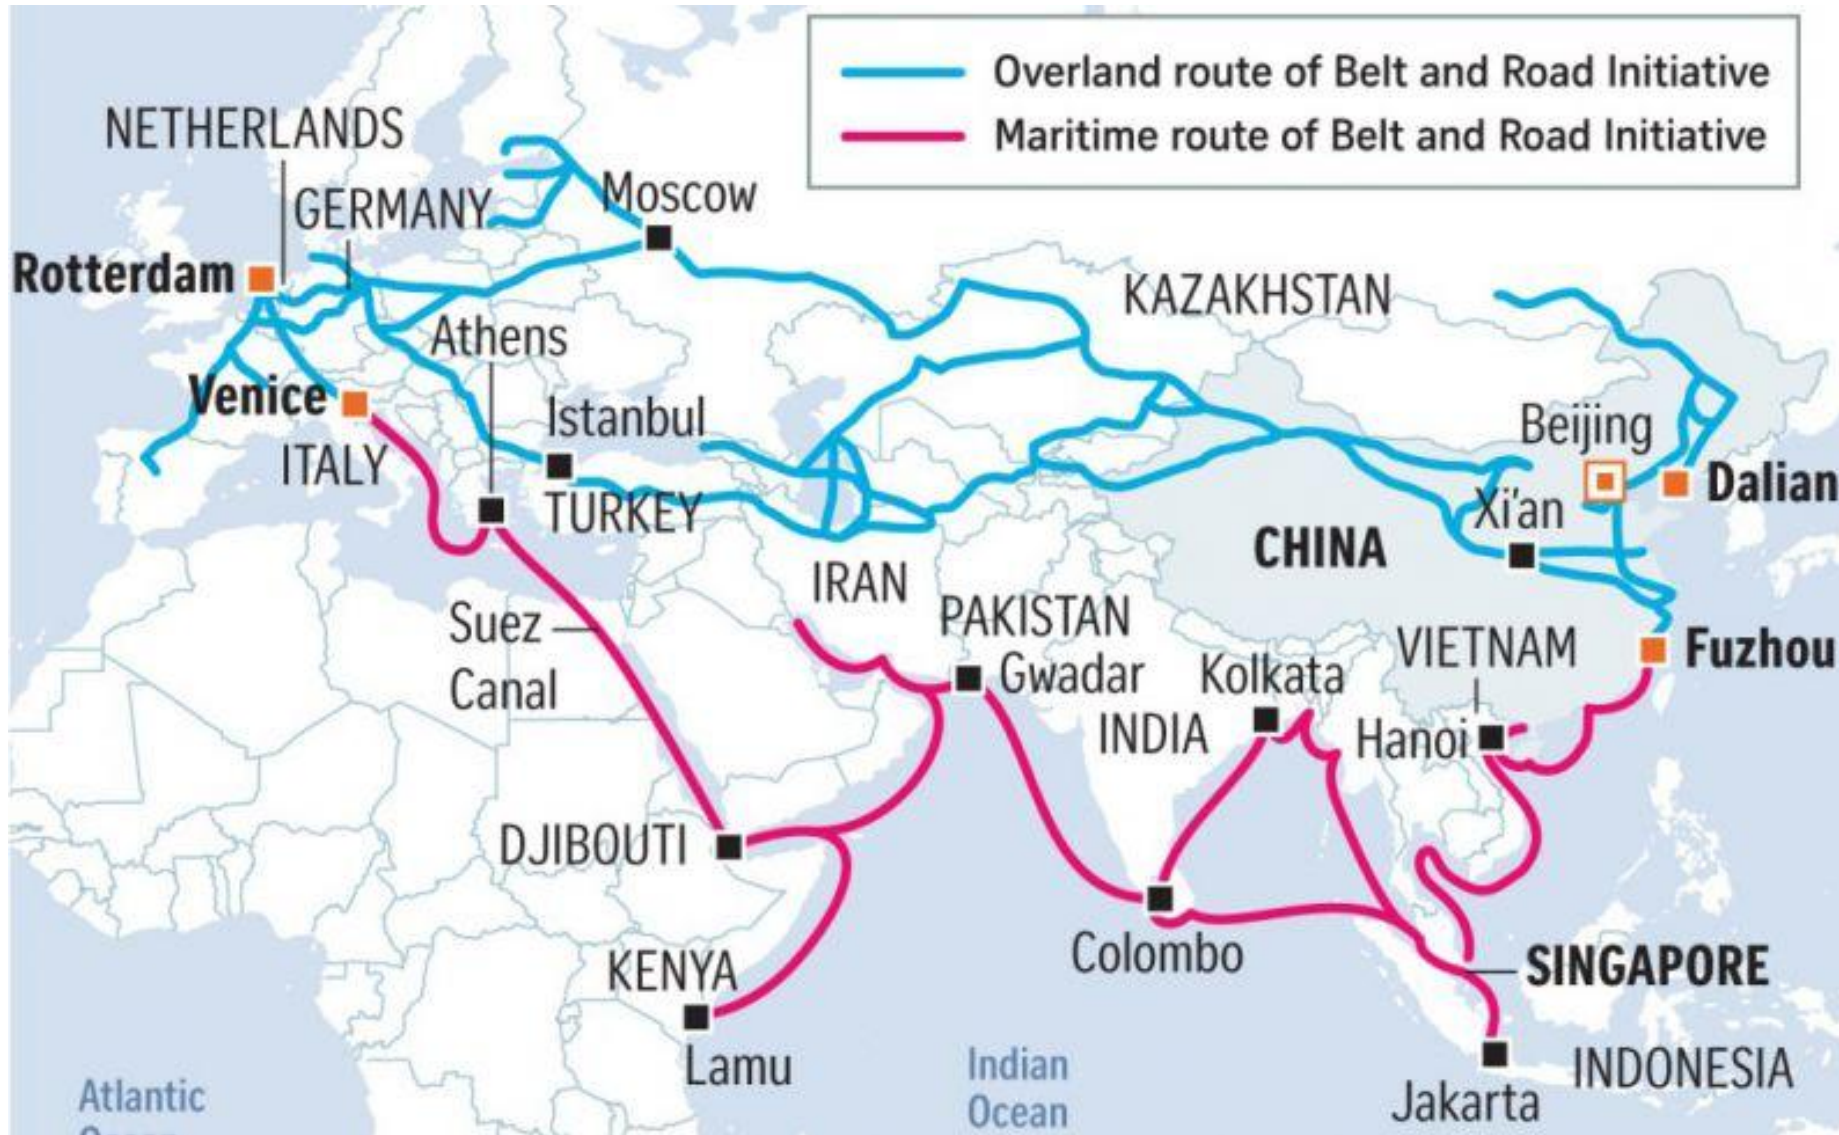 Overland route of Belt and Road Initiative
Maritime route of Belt and Road Initiative
NETHERLANDS
GERMANY
Moscow
Rotterdam
KAZAKHSTAN
Athens
Venice
Istanbul
Beijing
ITALY
Dalian
TURKEY
Xi'an
CHINA
IRAN
PAKISTAN
Suez
Canal
VIETNAM
Fuzhou
Gwadar
Kolkata
INDIA
Hanoi
DJIBOUTI
Colombo
SINGAPORE
KENYA
Lamu
Indian
Ocean
INDONESIA
Jakarta
Atlantic